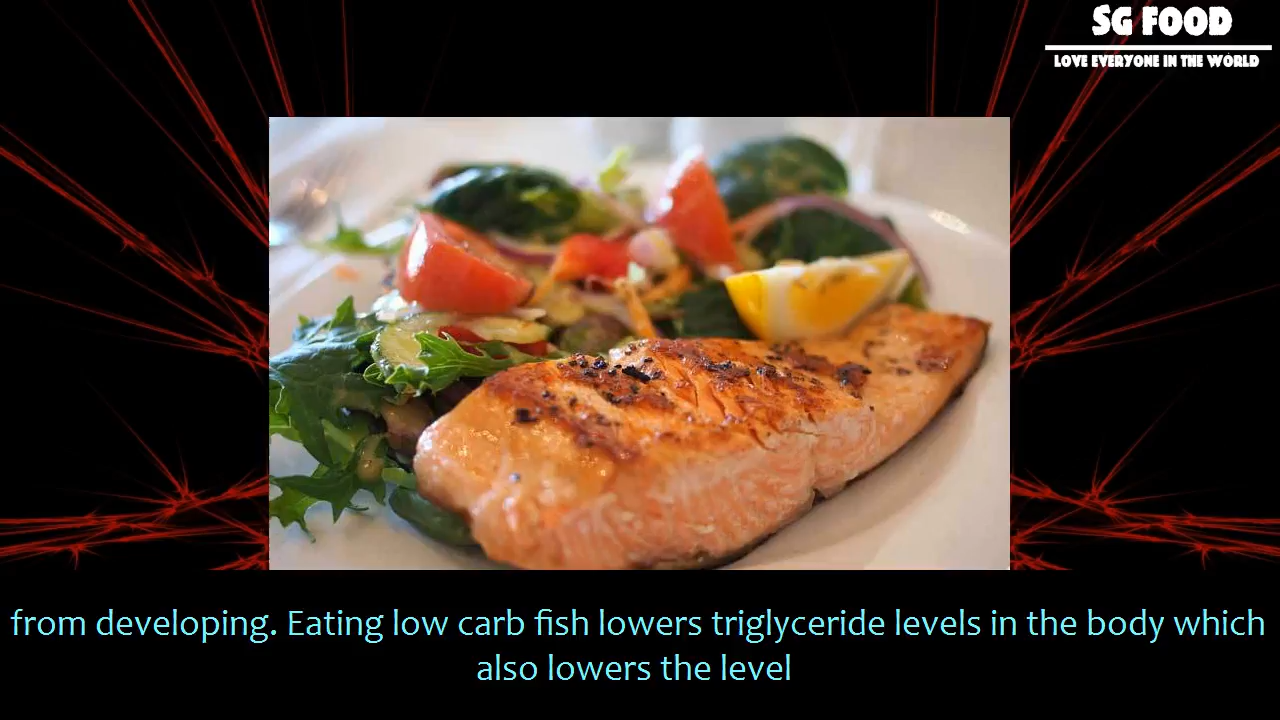 SG FOOD
LOVE EVERYONE IN THE WORLD
from developing. Eating low carb fish lowers triglyceride levels in the body which
also lowers the level